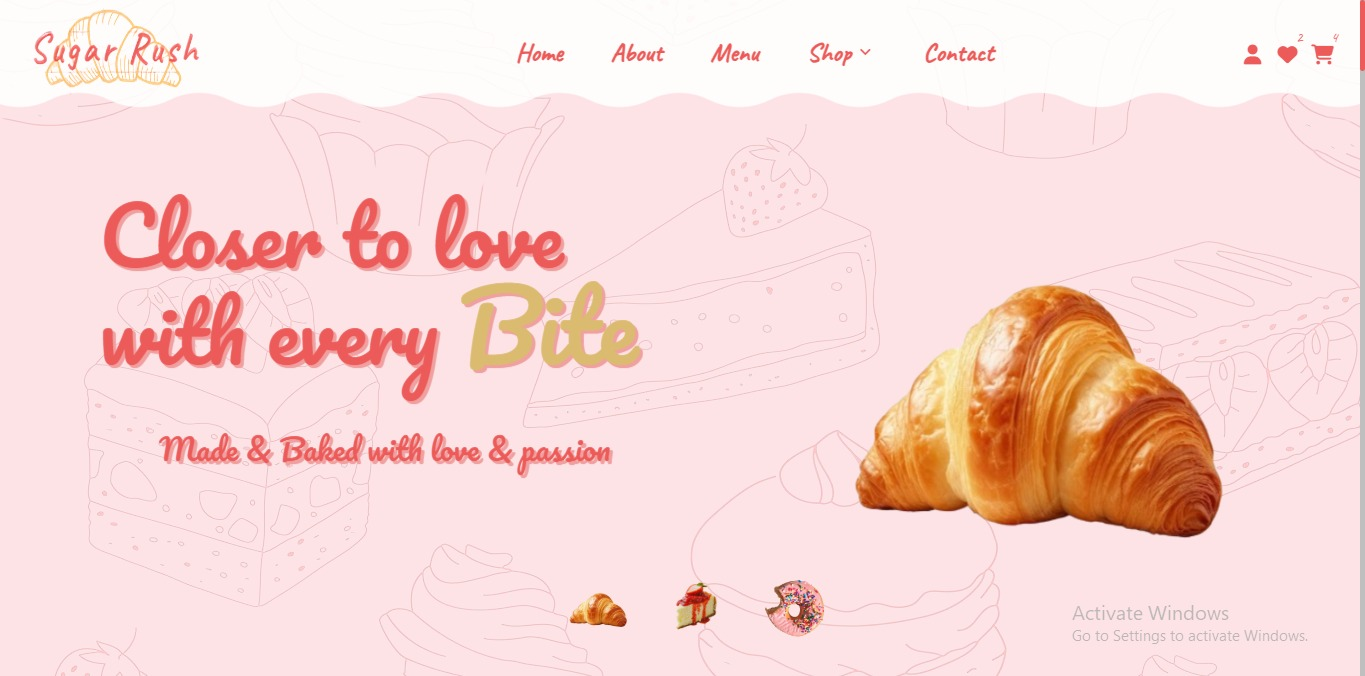 Sugar Rush
Home
About
Menu
Shop
Contact
2
4
Closer to love
with every Bite
Made & Baked with love & passion
Activate Windows
Go to Settings to activate Windows.